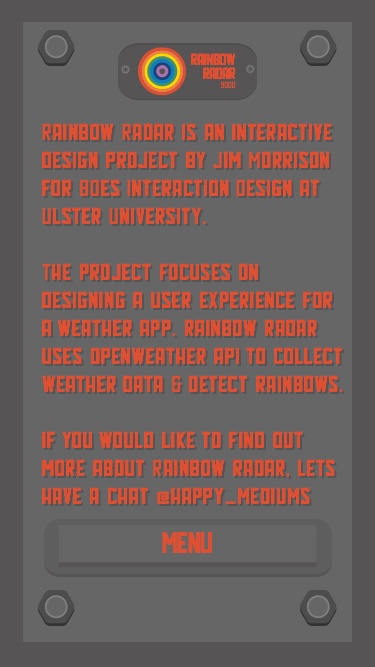 RAINBOW
RADAR
9000
RAINBOW RADAR IS AN INTERACTIVE
DESIGN PROJECT BY JIM MORRISON
FOR BDES INTERACTION DESIGN AT
ULSTER UNIVERSITY.
THE PROJECT FOCUSES ON
DESIGNING A USER EXPERIENCE FOR
A WEATHER APP. RAINBOW RADAR
USES OPENWEATHER API TO COLLECT
WEATHER DATA & DETECT RAINBOWS.
IF YOU WOULD LIKE TO FIND OUT
MORE ABOUT RAINBOW RADAR, LETS
HAVE A CHAT @HAPPY_MEDIUMS
MENU